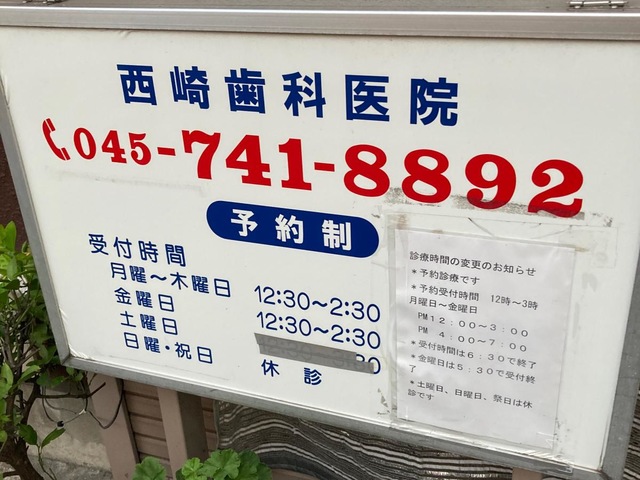 西崎歯科医院
045-741-8892
予約制
受付時間
月曜〜木曜日 12:30〜2:30
金曜日 12:30〜2:30
土曜日 30
日曜・祝日 休診
診療時間の変更のお知らせ
*予約診療です
*予約受付時間 12時〜3時
月曜日〜金曜日
PM12:00〜3:00
PM 4:00〜7:00
*受付時間は6:30で終了
*金曜日は5:30で受付終
了
*土曜日、日曜日、祭日は休
診です